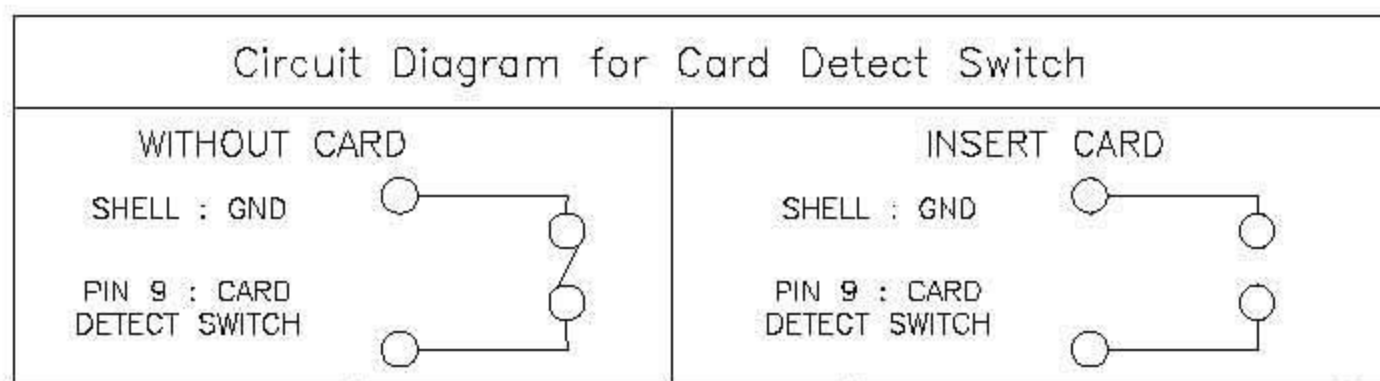 Circuit Diagram for Card Detect Switch
WITHOUT CARD
SHELL : GND
PIN 9 : CARD
DETECT SWITCH
INSERT CARD
SHELL : GND
PIN 9 : CARD
DETECT SWITCH